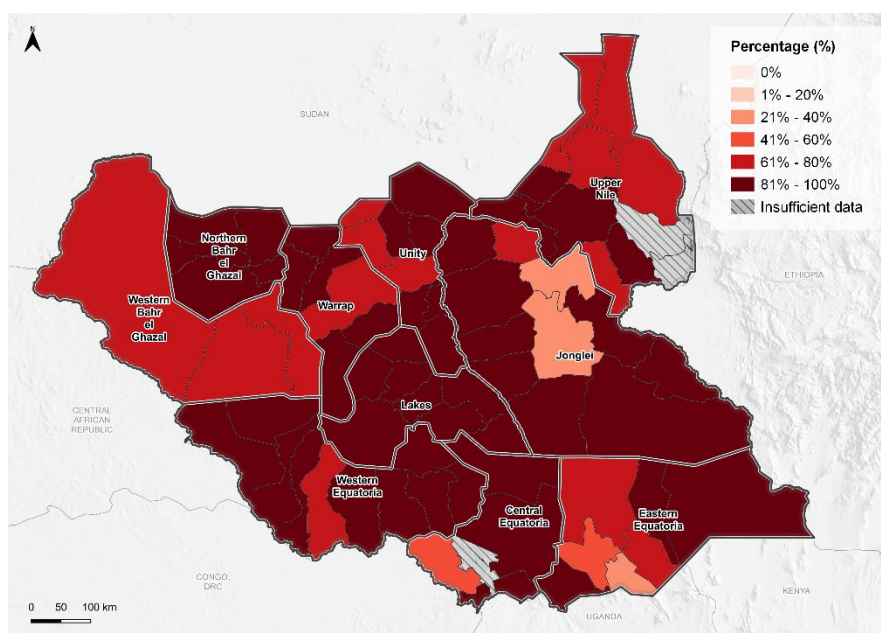 N
SUDAN
Percentage (%)
0%
1% - 20%
21% - 40%
41% - 60%
61% - 80%
81% - 100%
Insufficient data
Upper
Nile
Northern
Bahr
el
Ghazal
Unity
ETHIOPIA
Western
Bahr
el
Ghazal
Warrap
Jonglei
CENTRAL
AFRICAN
REPUBLIC
Lakes
Western
Equatoria
Central
Equatoria
Eastern
Equatoria
CONGO,
DRC
KENYA
UGANDA
0 50 100 km